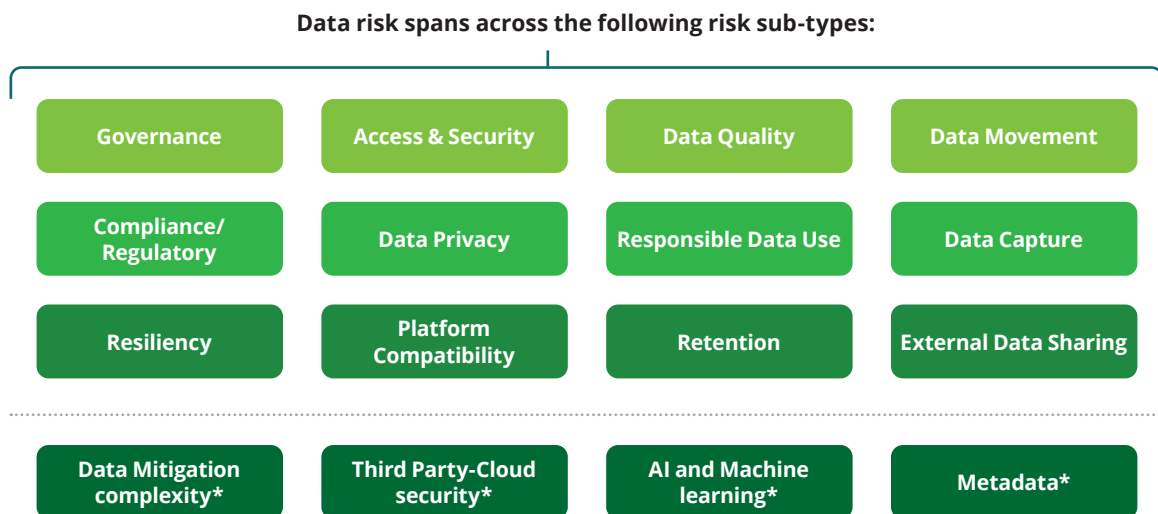 Data risk spans across the following risk sub-types:
Governance
Access & Security
Data Quality
Data Movement
Compliance/
Regulatory
Data Privacy
Responsible Data Use
Data Capture
Resiliency
Platform
Compatibility
Retention
External Data Sharing
Data Mitigation
complexity*
Third Party-Cloud
security*
AI and Machine
learning*
Metadata*